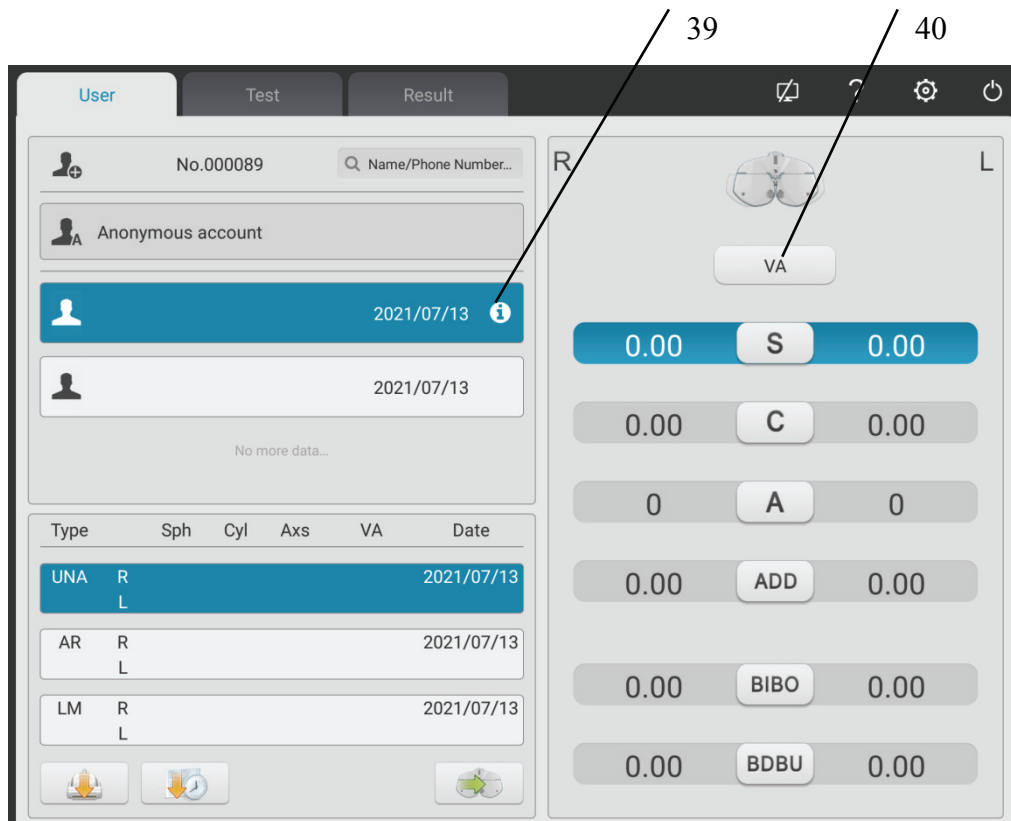 39
40
User
Test
Result
?
No.000089
Name/Phone Number...
A
Anonymous account
2021/07/13
2021/07/13
No more data...
Type Sph Cyl Axs VA Date
UNA R 2021/07/13
L
AR R 2021/07/13
L
LM R 2021/07/13
L
R
L
VA
0.00 S 0.00
0.00 C 0.00
0 A 0
0.00 ADD 0.00
0.00 BIBO 0.00
0.00 BDBU 0.00